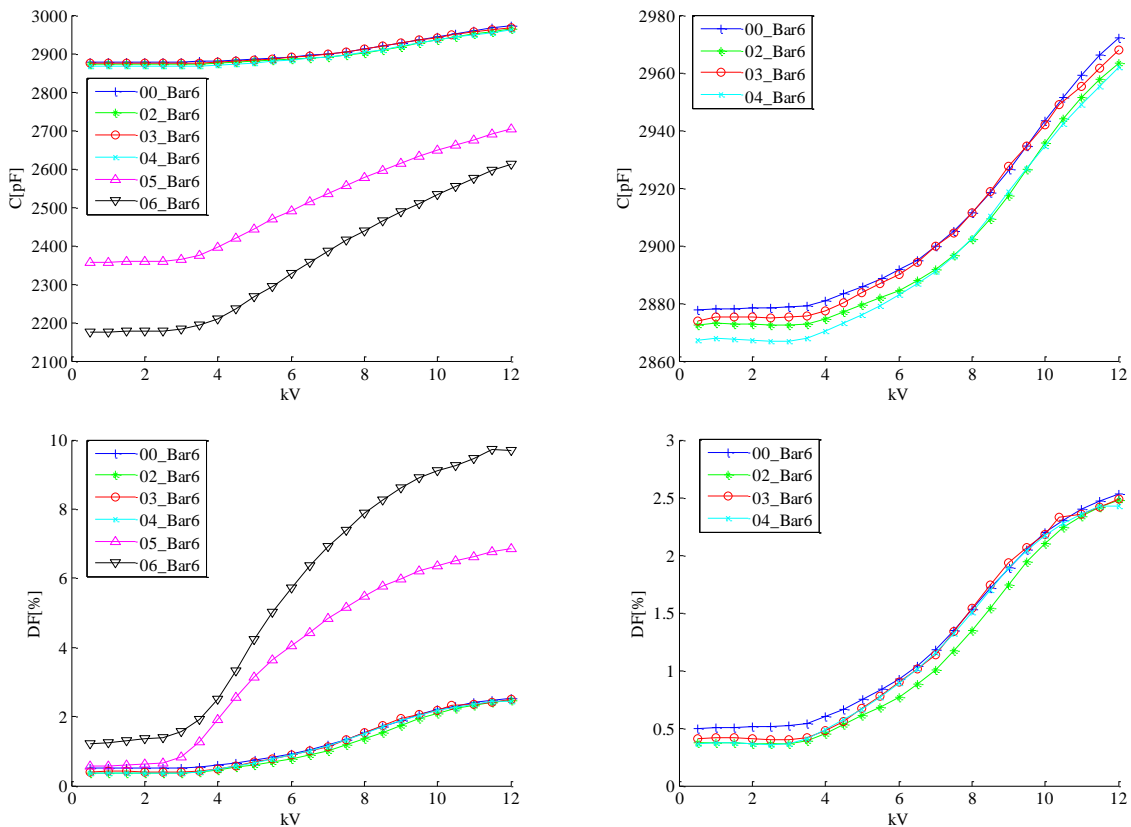 3000
2900
2800
2700
2600
2500
2400
2300
2200
2100
C[pF]
00_Bar6
02_Bar6
03_Bar6
04_Bar6
05_Bar6
06_Bar6
0 2 4 6 8 10 12
kV
2980
2960
2940
2920
2900
2880
2860
C[pF]
00_Bar6
02_Bar6
03_Bar6
04_Bar6
0 2 4 6 8 10 12
kV
10
8
6
4
2
0
DF[%]
00_Bar6
02_Bar6
03_Bar6
04_Bar6
05_Bar6
06_Bar6
0 2 4 6 8 10 12
kV
3
2.5
2
1.5
1
0.5
0
DF[%]
00_Bar6
02_Bar6
03_Bar6
04_Bar6
0 2 4 6 8 10 12
kV